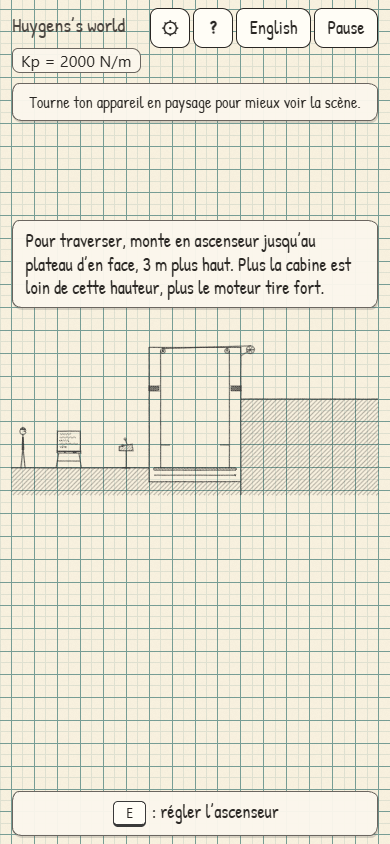 Huygens's world
?
English
Pause
Kp = 2000 N/m
Tourne ton appareil en paysage pour mieux voir la scène.
Pour traverser, monte en ascenseur jusqu'au
plateau d'en face, 3 m plus haut. Plus la cabine est
loin de cette hauteur, plus le moteur tire fort.
E : régler l'ascenseur